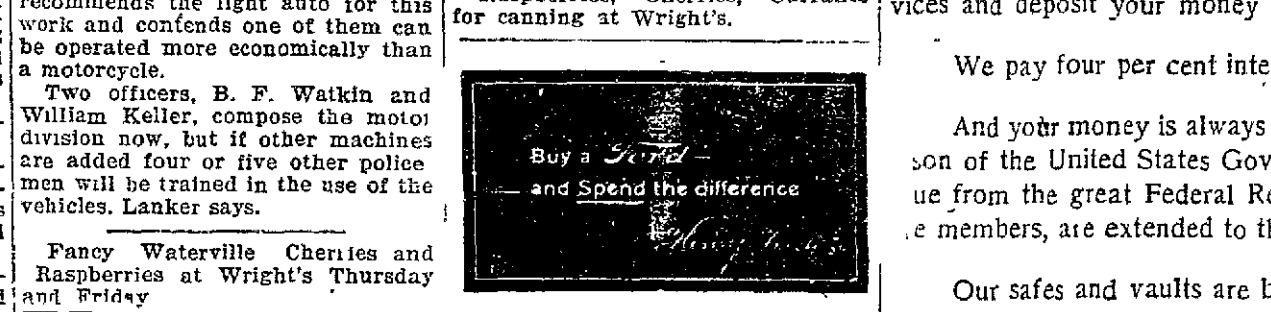 recommends the light auto for this
work and contends one of them can
be operated more economically than
a motorcycle.
Two officers, B. F. Watkin and
William Keller, compose the motor
division now, but if other machines
are added four or five other police
men will be trained in the use of the
vehicles. Lanker says.
Fancy Waterville Cherries and
Raspberries at Wright's Thursday
and Friday
for canning at Wright's.
Buy a Ford —
— and Spend the difference
Henry
vices and deposit your money
We pay four per cent inte
And your money is always
son of the United States Gov
ue from the great Federal Re
e members, are extended to th
Our safes and vaults are b